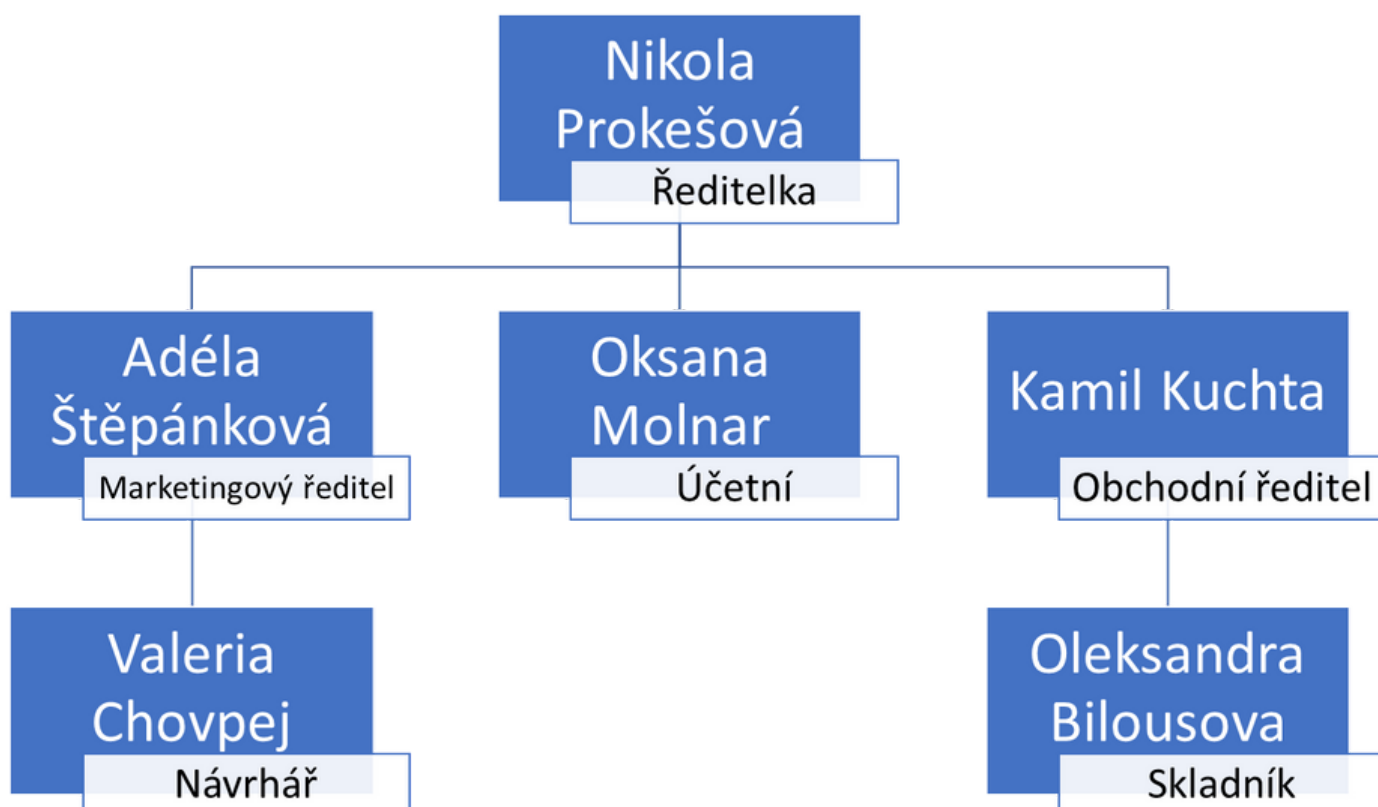 Nikola
Prokešová
Ředitelka
Adéla
Štěpánková
Marketingový ředitel
Oksana
Molnar
Účetní
Kamil Kuchta
Obchodní ředitel
Valeria
Chovpej
Návrhář
Oleksandra
Bilousova
Skladník